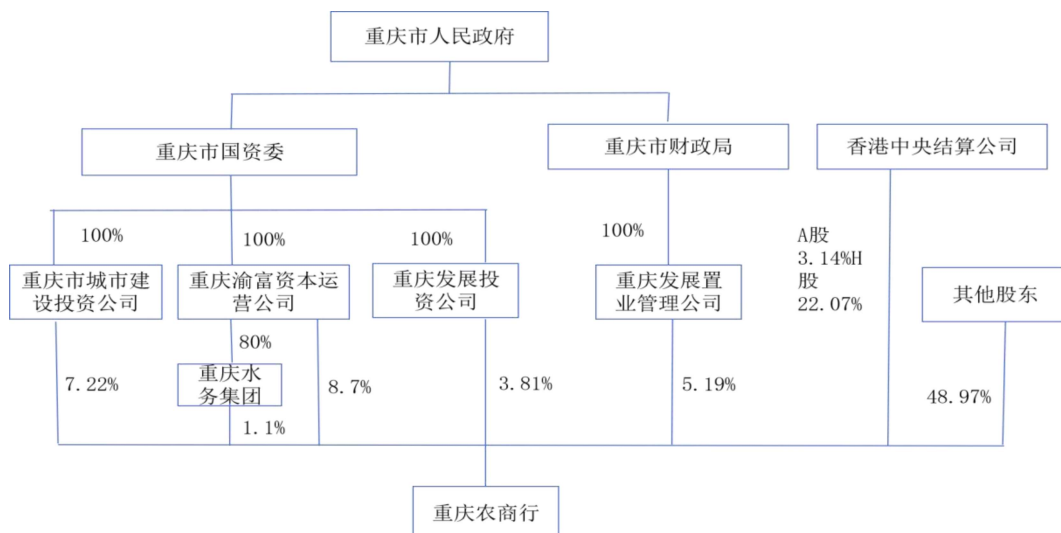 重庆市人民政府
重庆市国资委
重庆市财政局
香港中央结算公司
100%
100%
100%
100%
A股
3.14%H
股
22.07%
重庆市城市建
设投资公司
重庆渝富资本运
营公司
重庆发展投
资公司
重庆发展置
业管理公司
其他股东
80%
重庆水
务集团
7.22%
8.7%
3.81%
5.19%
48.97%
1.1%
重庆农商行